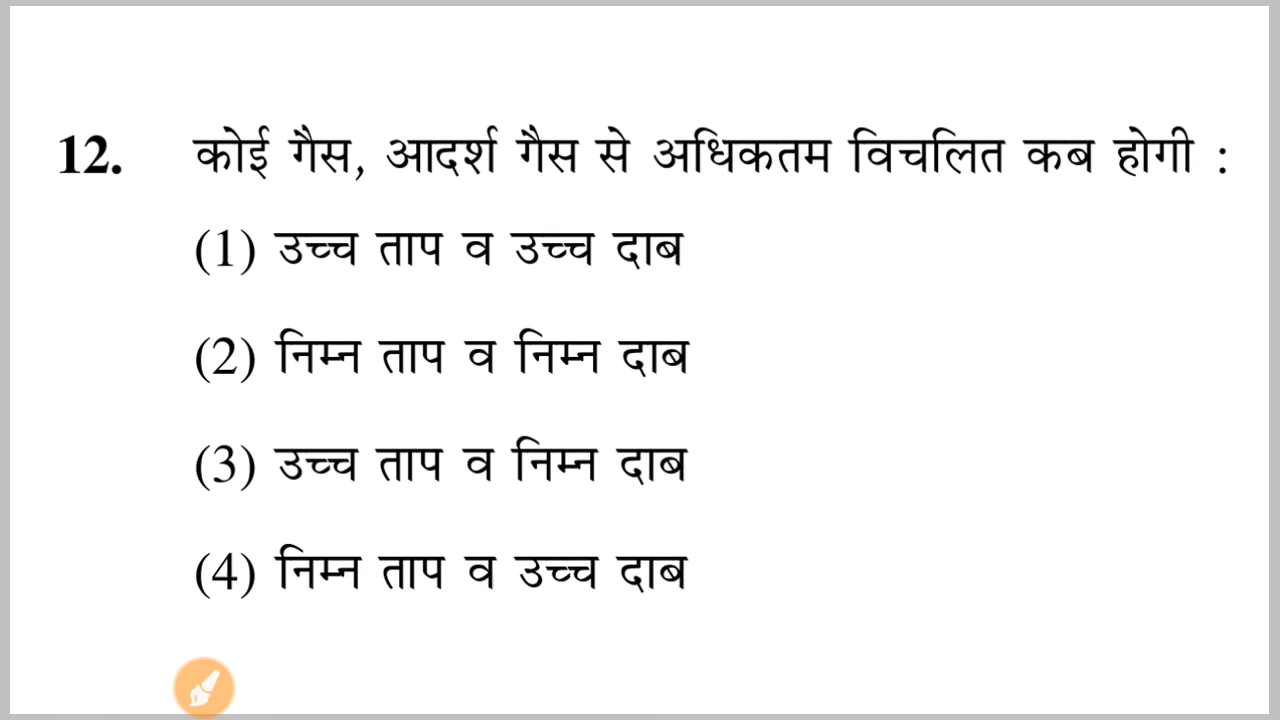 12. कोई गैस, आदर्श गैस से अधिकतम विचलित कब होगी :
(1) उच्च ताप व उच्च दाब
(2) निम्न ताप व निम्न दाब
(3) उच्च ताप व निम्न दाब
(4) निम्न ताप व उच्च दाब